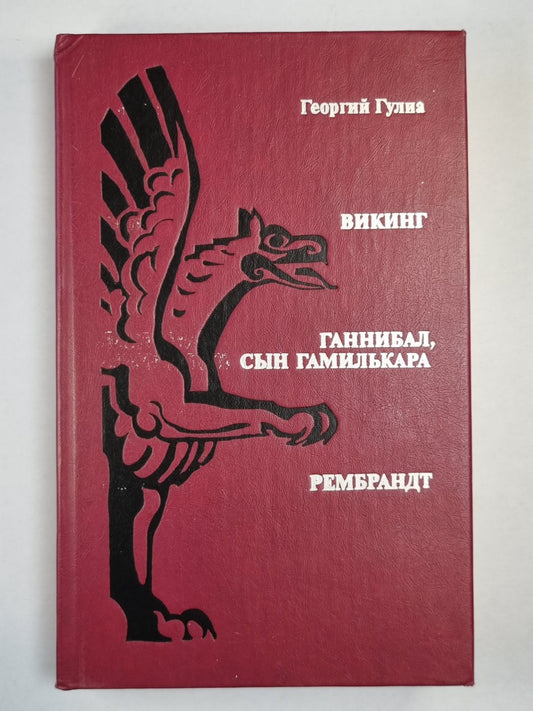 Георгий Гулиа
ВИКИНГ
ГАННИБАЛ,
СЫН ГАМИЛЬКАРА
РЕМБРАНДТ